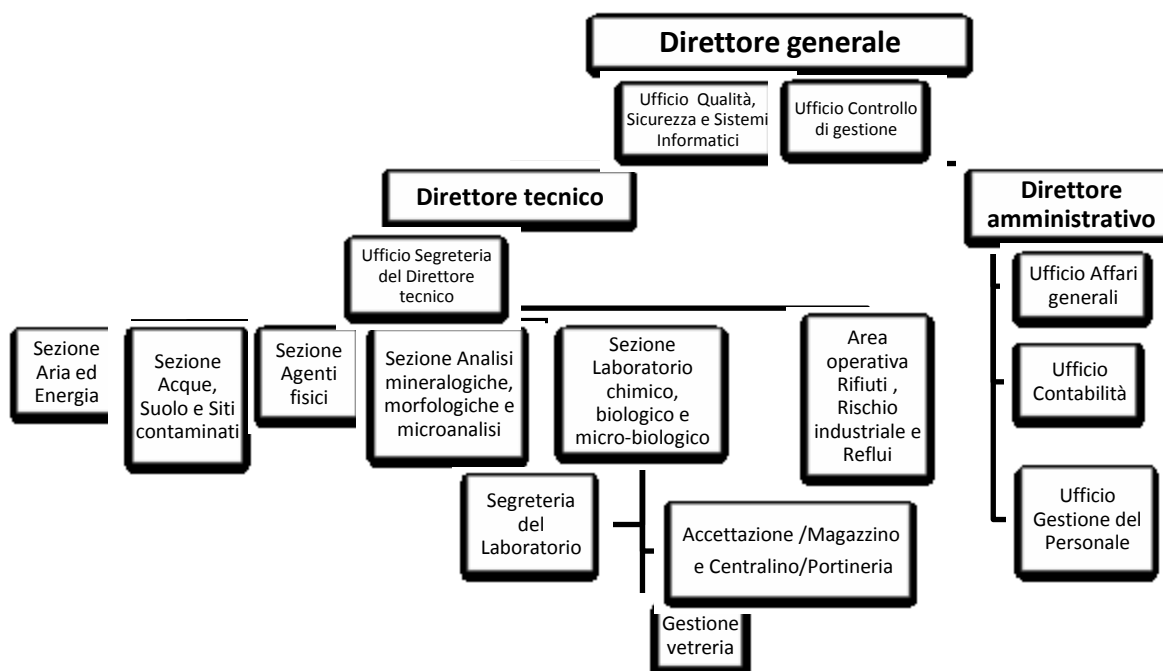 Direttore generale
Ufficio Qualità,
Sicurezza e Sistemi
Informatici
Ufficio Controllo
di gestione
Direttore tecnico
Direttore
amministrativo
Ufficio Segreteria
del Direttore
tecnico
Ufficio Affari
generali
Sezione
Aria ed
Energia
Sezione
Acque,
Suolo e Siti
contaminati
Sezione
Agenti
fisici
Sezione Analisi
mineralogiche,
morfologiche e
microanalisi
Sezione
Laboratorio
chimico,
biologico e
micro-biologico
Area
operativa
Rifiuti ,
Rischio
industriale e
Reflui
Ufficio
Contabilità
Segreteria
del
Laboratorio
Accettazione /Magazzino
e Centralino/Portineria
Ufficio
Gestione del
Personale
Gestione
vetreria